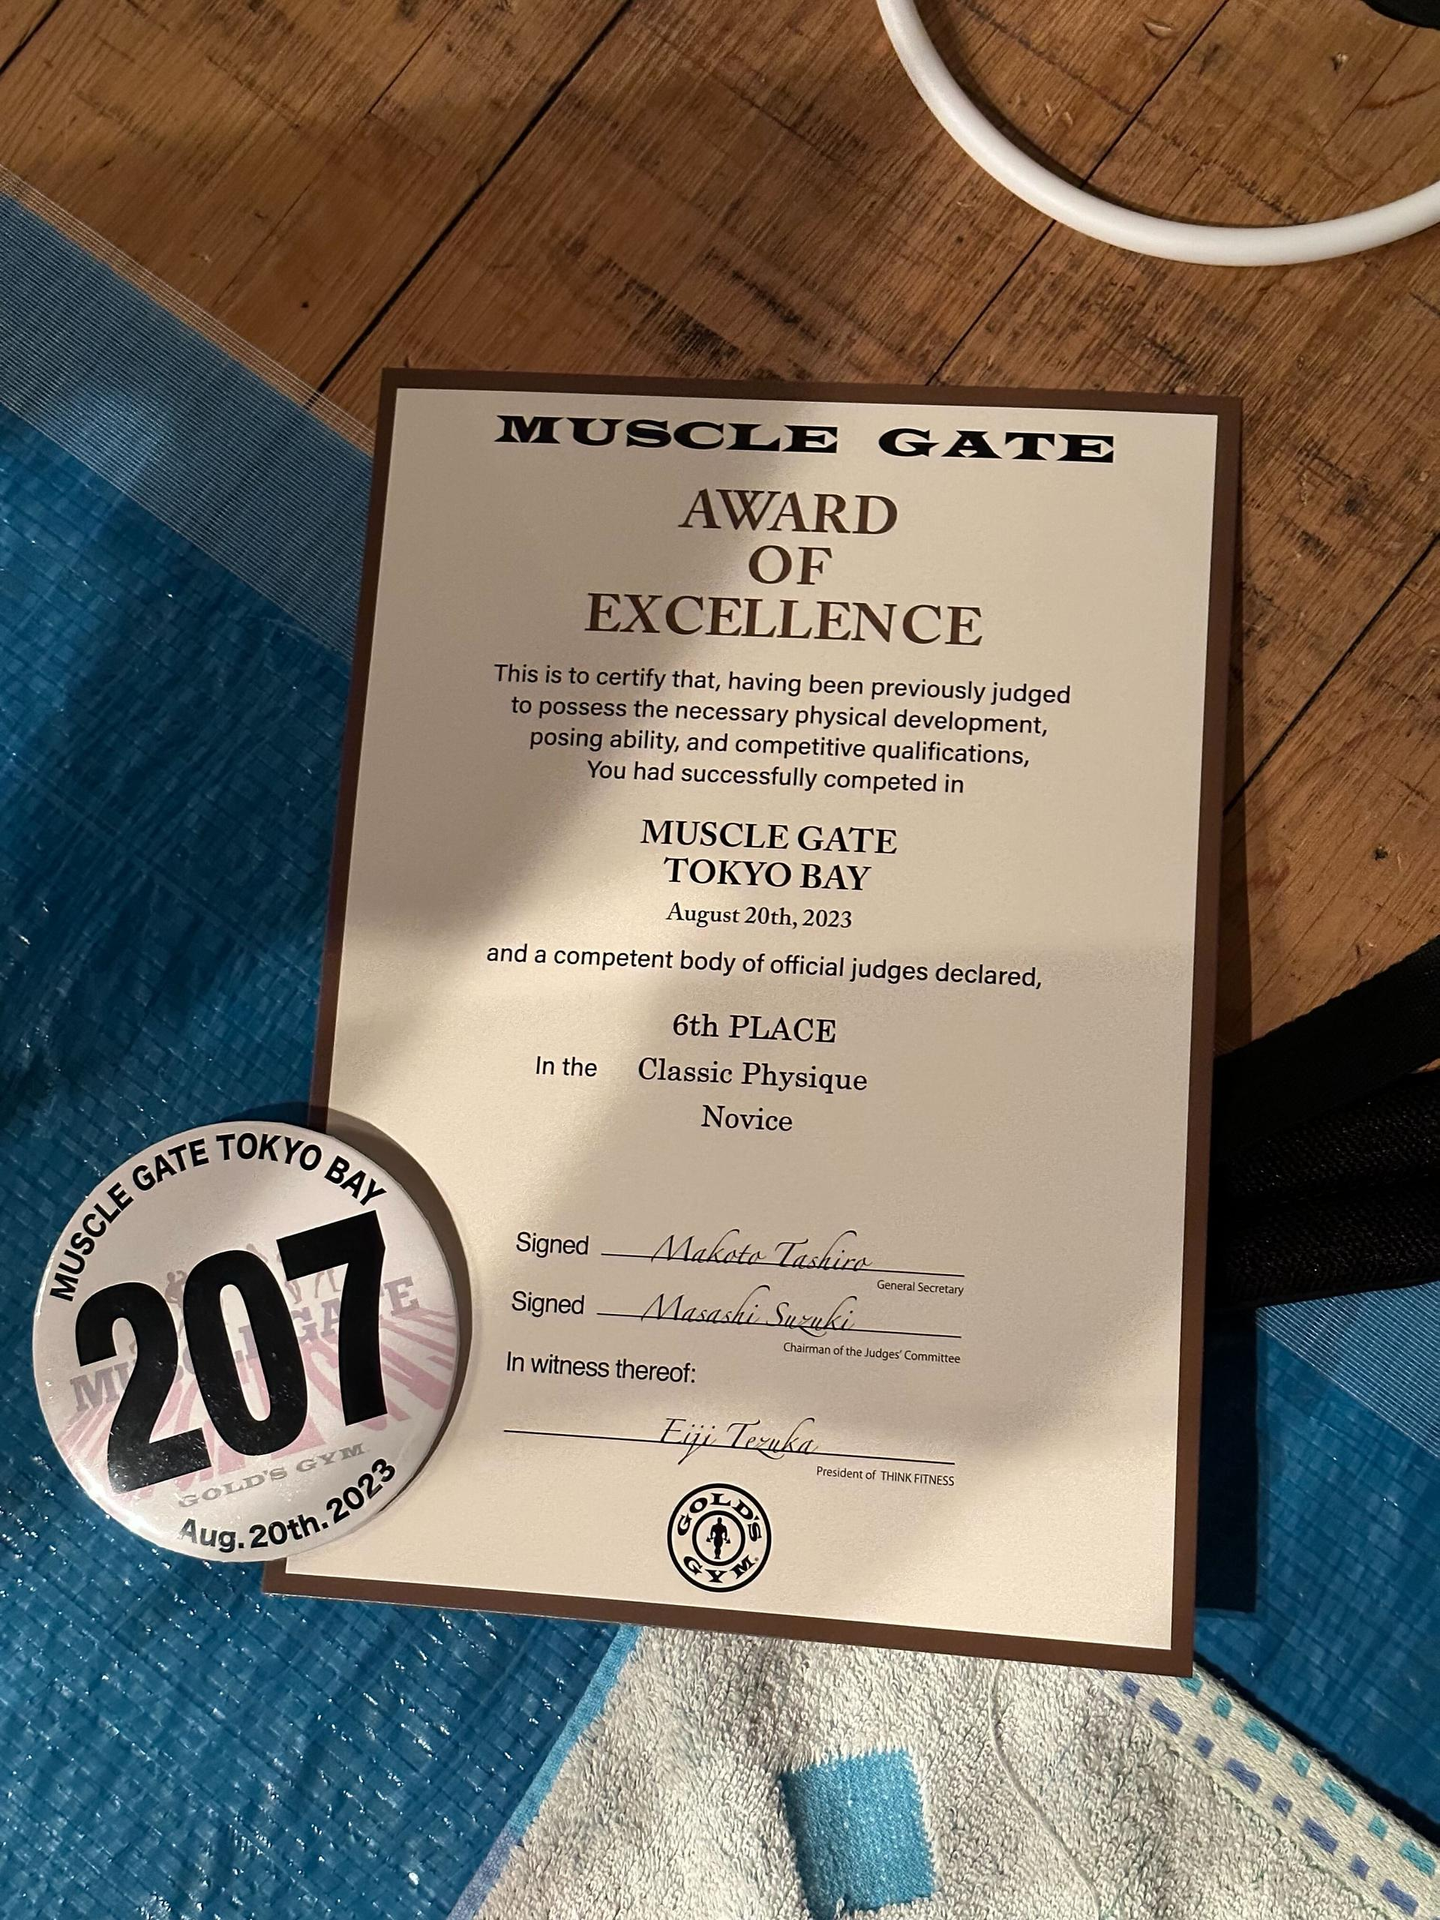 MUSCLE GATE
AWARD
OF
EXCELLENCE
This is to certify that, having been previously judged
to possess the necessary physical development,
posing ability, and competitive qualifications,
You had successfully competed in
MUSCLE GATE
TOKYO BAY
August 20th, 2023
and a competent body of official judges declared,
6th PLACE
In the Classic Physique
Novice
Signed Makoto Tashiro
General Secretary
Signed Masashi Suzuki
Chairman of the Judges' Committee
In witness thereof:
Eiji Tezuka
President of THINK FITNESS
GOLD'S
GYM
MUSCLE GATE TOKYO BAY
207
MUSCLE GATE
GOLD'S GYM
Aug. 20th. 2023